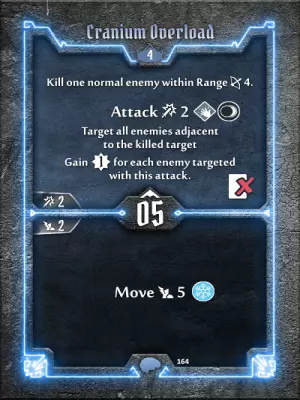 Cranium Overload
4
Kill one normal enemy within Range 4.
Attack 2
Target all enemies adjacent
to the killed target
Gain 1 for each enemy targeted
with this attack.
2
05
2
Move 5
164